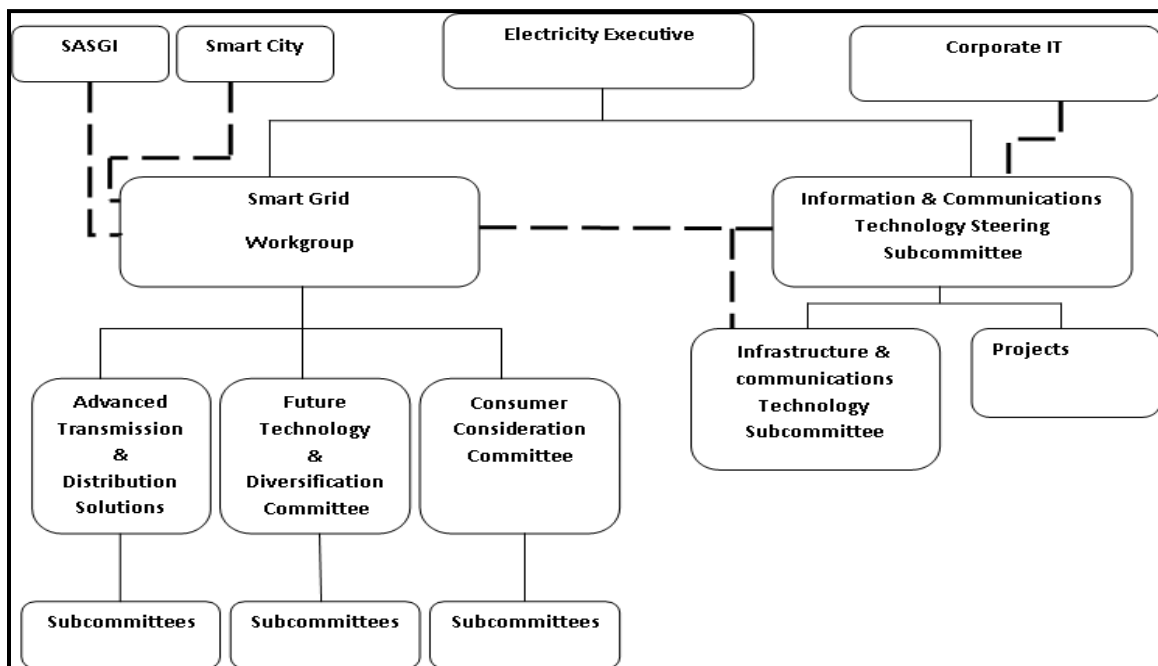 SASGI
Smart City
Electricity Executive
Corporate IT
Smart Grid
Workgroup
Information & Communications
Technology Steering
Subcommittee
Infrastructure &
communications
Technology
Subcommittee
Projects
Advanced
Transmission
&
Distribution
Solutions
Future
Technology
&
Diversification
Committee
Consumer
Consideration
Committee
Subcommittees
Subcommittees
Subcommittees